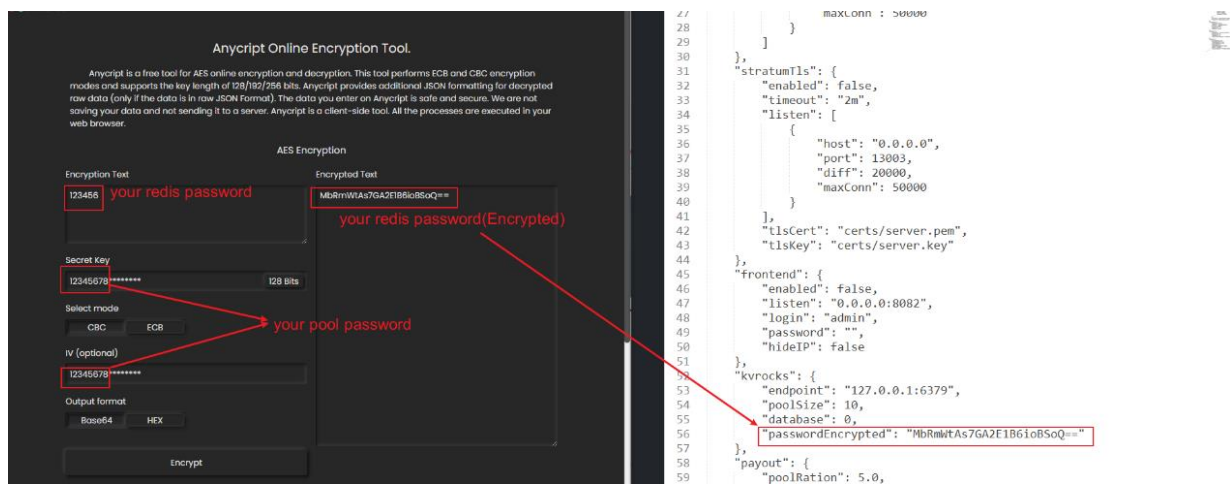 Anycript Online Encryption Tool.
Anycript is a free tool for AES online encryption and decryption. This tool performs ECB and CBC encryption
modes and supports the key length of 128/192/256 bits. Anycript provides additional JSON formatting for decrypted
raw data (only if the data is in raw JSON Format). The data you enter on Anycript is safe and secure. We are not
saving your data and not sending it to a server. Anycript is a client-side tool. All the processes are executed in your
web browser.
AES Encryption
Encryption Text
123456
your redis password
Encrypted Text
MbRmWtAs7GA2E1B6ioBSoQ==
your redis password(Encrypted)
Secret Key
12345678********
128 Bits
Select mode
CBC
ECB
your pool password
IV (optional)
12345678********
Output format
Base64
HEX
Encrypt
27 "maxConn": 50000
28 }
29 ]
30 },
31 "stratumTls": {
32 "enabled": false,
33 "timeout": "2m",
34 "listen": [
35 {
36 "host": "0.0.0.0",
37 "port": 13003,
38 "diff": 20000,
39 "maxConn": 50000
40 }
41 ],
42 "tlsCert": "certs/server.pem",
43 "tlsKey": "certs/server.key"
44 },
45 "frontend": {
46 "enabled": false,
47 "listen": "0.0.0.0:8082",
48 "login": "admin",
49 "password": "",
50 "hideIP": false
51 },
52 "kvrocks": {
53 "endpoint": "127.0.0.1:6379",
54 "poolSize": 10,
55 "database": 0,
56 "passwordEncrypted": "MbRmWtAs7GA2E1B6ioBSoQ=="
57 },
58 "payout": {
59 "poolRation": 5.0,